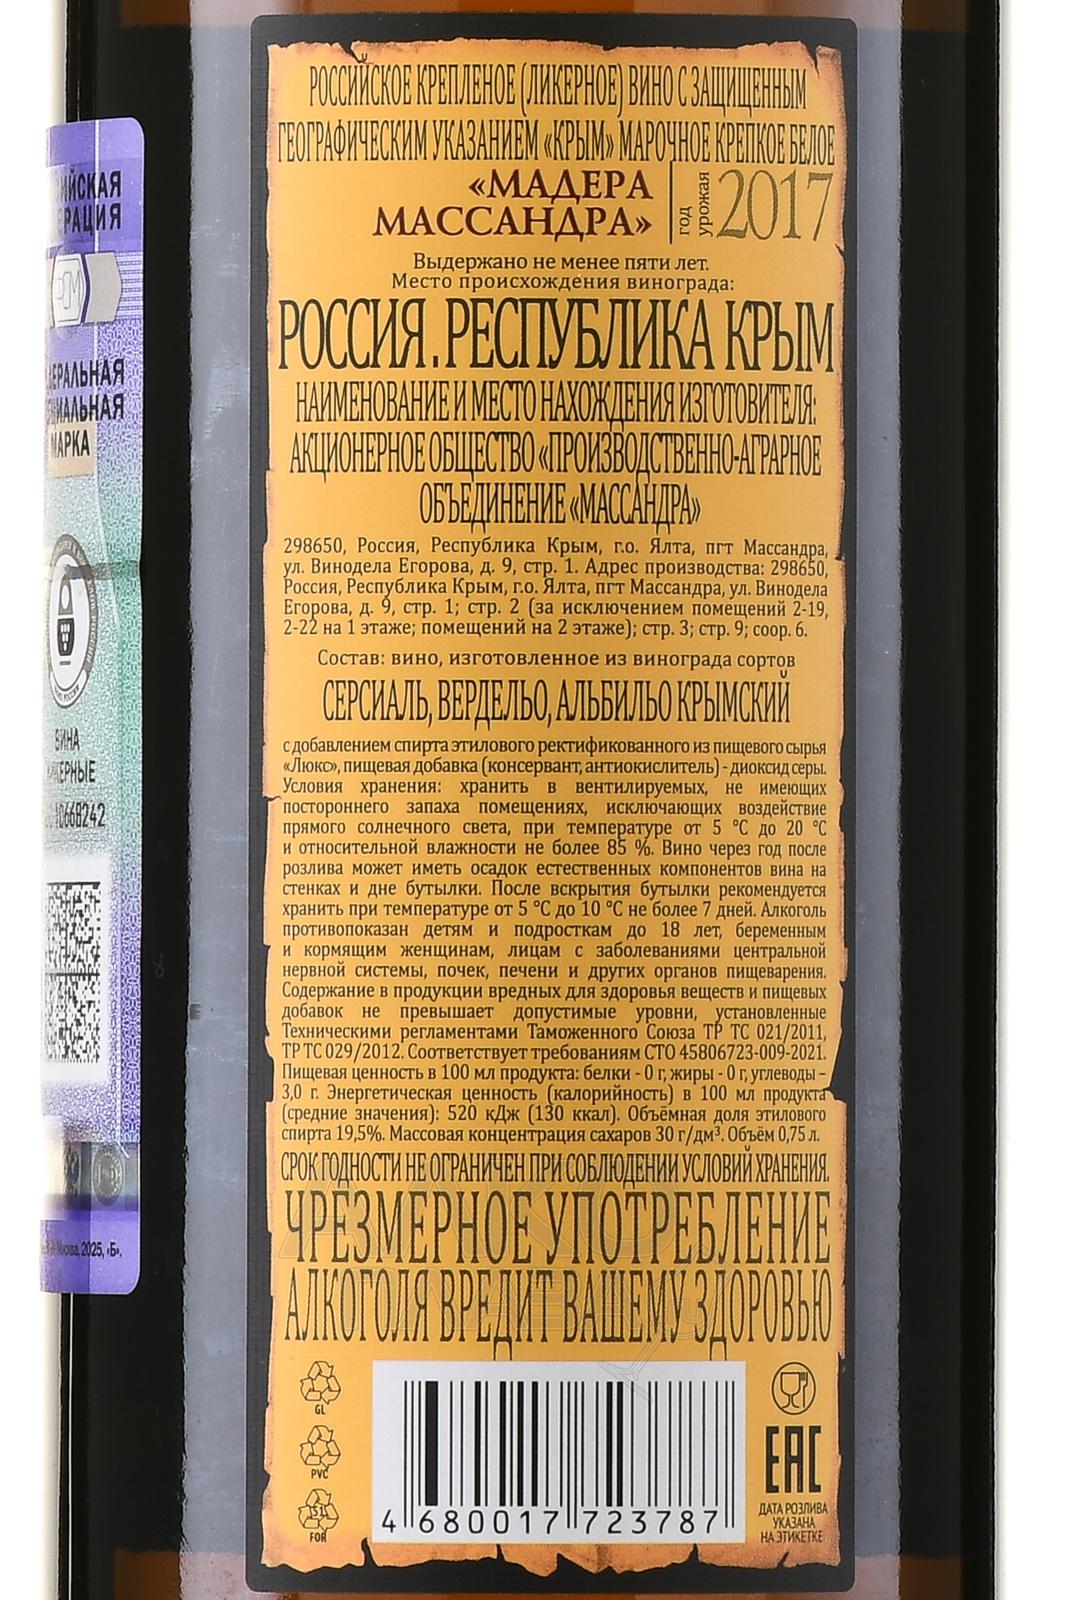 РОССИЙСКОЕ КРЕПЛЕНОЕ (ЛИКЕРНОЕ) ВИНО С ЗАЩИЩЕННЫМ
ГЕОГРАФИЧЕСКИМ УКАЗАНИЕМ «КРЫМ» МАРОЧНОЕ КРЕПКОЕ БЕЛОЕ
«МАДЕРА
МАССАНДРА»
год
урожая
2017
Выдержано не менее пяти лет.
Место происхождения винограда:
РОССИЯ. РЕСПУБЛИКА КРЫМ
НАИМЕНОВАНИЕ И МЕСТО НАХОЖДЕНИЯ ИЗГОТОВИТЕЛЯ:
АКЦИОНЕРНОЕ ОБЩЕСТВО «ПРОИЗВОДСТВЕННО-АГРАРНОЕ
ОБЪЕДИНЕНИЕ «МАССАНДРА»
298650, Россия, Республика Крым, г.о. Ялта, пгт Массандра,
ул. Винодела Егорова, д. 9, стр. 1. Адрес производства: 298650,
Россия, Республика Крым, г.о. Ялта, пгт Массандра, ул. Винодела
Егорова, д. 9, стр. 1; стр. 2 (за исключением помещений 2-19,
2-22 на 1 этаже; помещений на 2 этаже); стр. 3; стр. 9; соор. 6.
Состав: вино, изготовленное из винограда сортов
СЕРСИАЛЬ, ВЕРДЕЛЬО, АЛЬБИЛЬО КРЫМСКИЙ
с добавлением спирта этилового ректификованного из пищевого сырья
«Люкс», пищевая добавка (консервант, антиокислитель) - диоксид серы.
Условия хранения: хранить в вентилируемых, не имеющих
постороннего запаха помещениях, исключающих воздействие
прямого солнечного света, при температуре от 5 °С до 20 °С
и относительной влажности не более 85 %. Вино через год после
розлива может иметь осадок естественных компонентов вина на
стенках и дне бутылки. После вскрытия бутылки рекомендуется
хранить при температуре от 5 °С до 10 °С не более 7 дней. Алкоголь
противопоказан детям и подросткам до 18 лет, беременным
и кормящим женщинам, лицам с заболеваниями центральной
нервной системы, почек, печени и других органов пищеварения.
Содержание в продукции вредных для здоровья веществ и пищевых
добавок не превышает допустимые уровни, установленные
Техническими регламентами Таможенного Союза ТР ТС 021/2011,
ТР ТС 029/2012. Соответствует требованиям СТО 45806723-009-2021.
Пищевая ценность в 100 мл продукта: белки - 0 г, жиры - 0 г, углеводы –
3,0 г. Энергетическая ценность (калорийность) в 100 мл продукта
(средние значения): 520 кДж (130 ккал). Объёмная доля этилового
спирта 19,5%. Массовая концентрация сахаров 30 г/дм³. Объём 0,75 л.
СРОК ГОДНОСТИ НЕ ОГРАНИЧЕН ПРИ СОБЛЮДЕНИИ УСЛОВИЙ ХРАНЕНИЯ.
ЧРЕЗМЕРНОЕ УПОТРЕБЛЕНИЕ
АЛКОГОЛЯ ВРЕДИТ ВАШЕМУ ЗДОРОВЬЮ
GL
PVC
51
FOR
4 680017 723787
EAC
ДАТА РОЗЛИВА
УКАЗАНА
НА ЭТИКЕТКЕ
МАРКА
ВИНА
10668242
Москва, 2025, «Б».